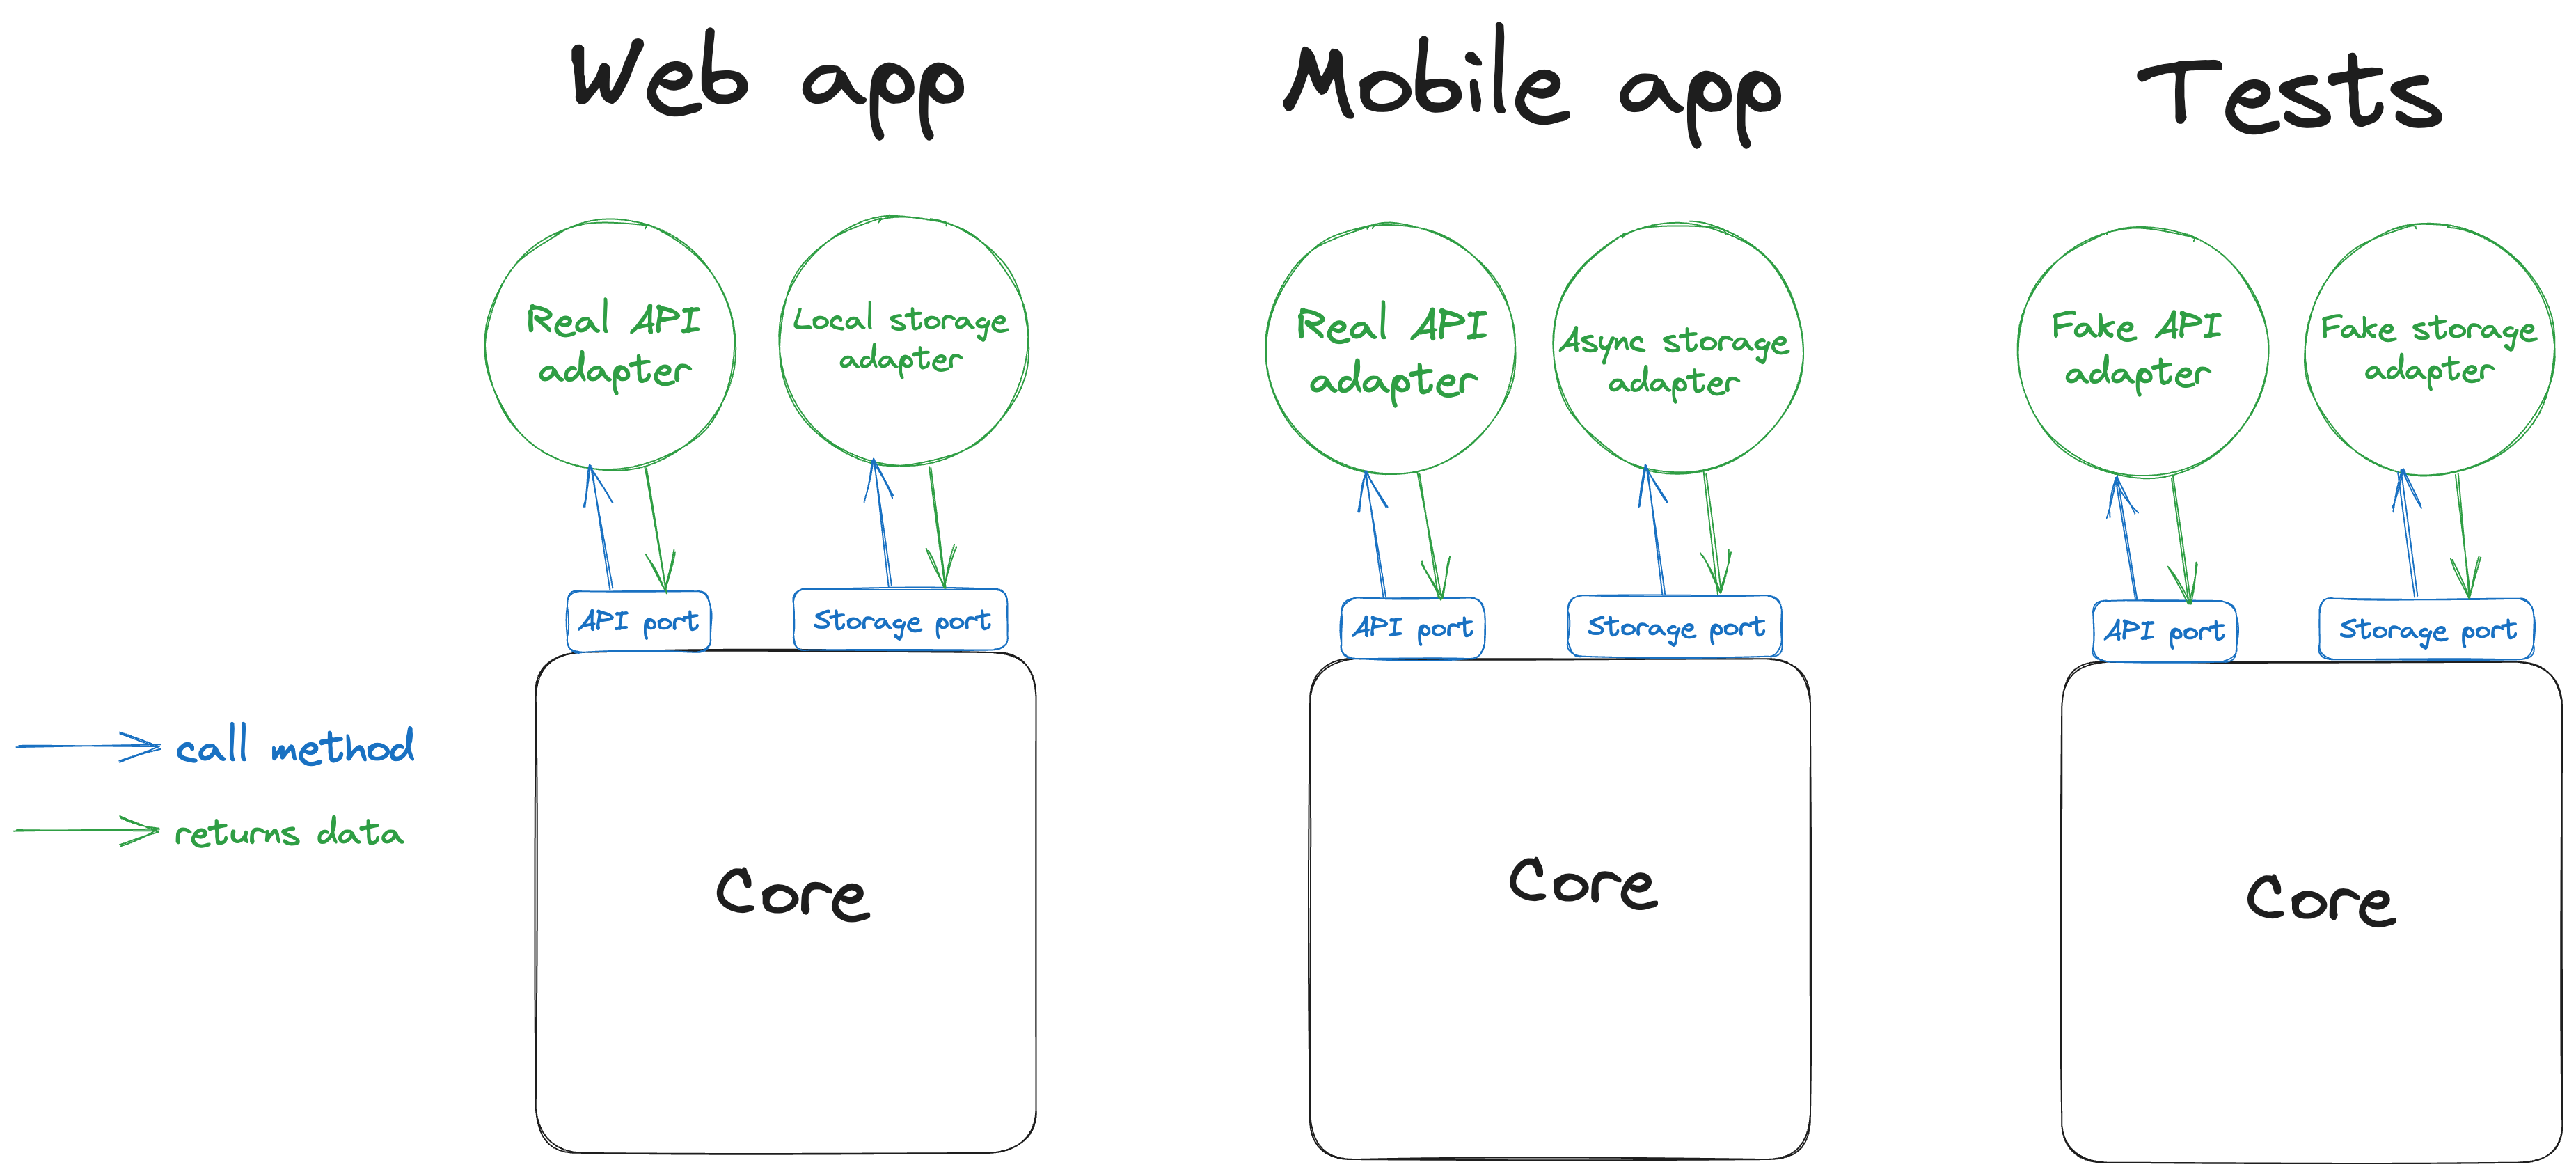 Web app
Mobile app
Tests
Real API
adapter
Local storage
adapter
Real API
adapter
Async storage
adapter
Fake API
adapter
Fake storage
adapter
API port
Storage port
API port
Storage port
API port
Storage port
call method
returns data
Core
Core
Core